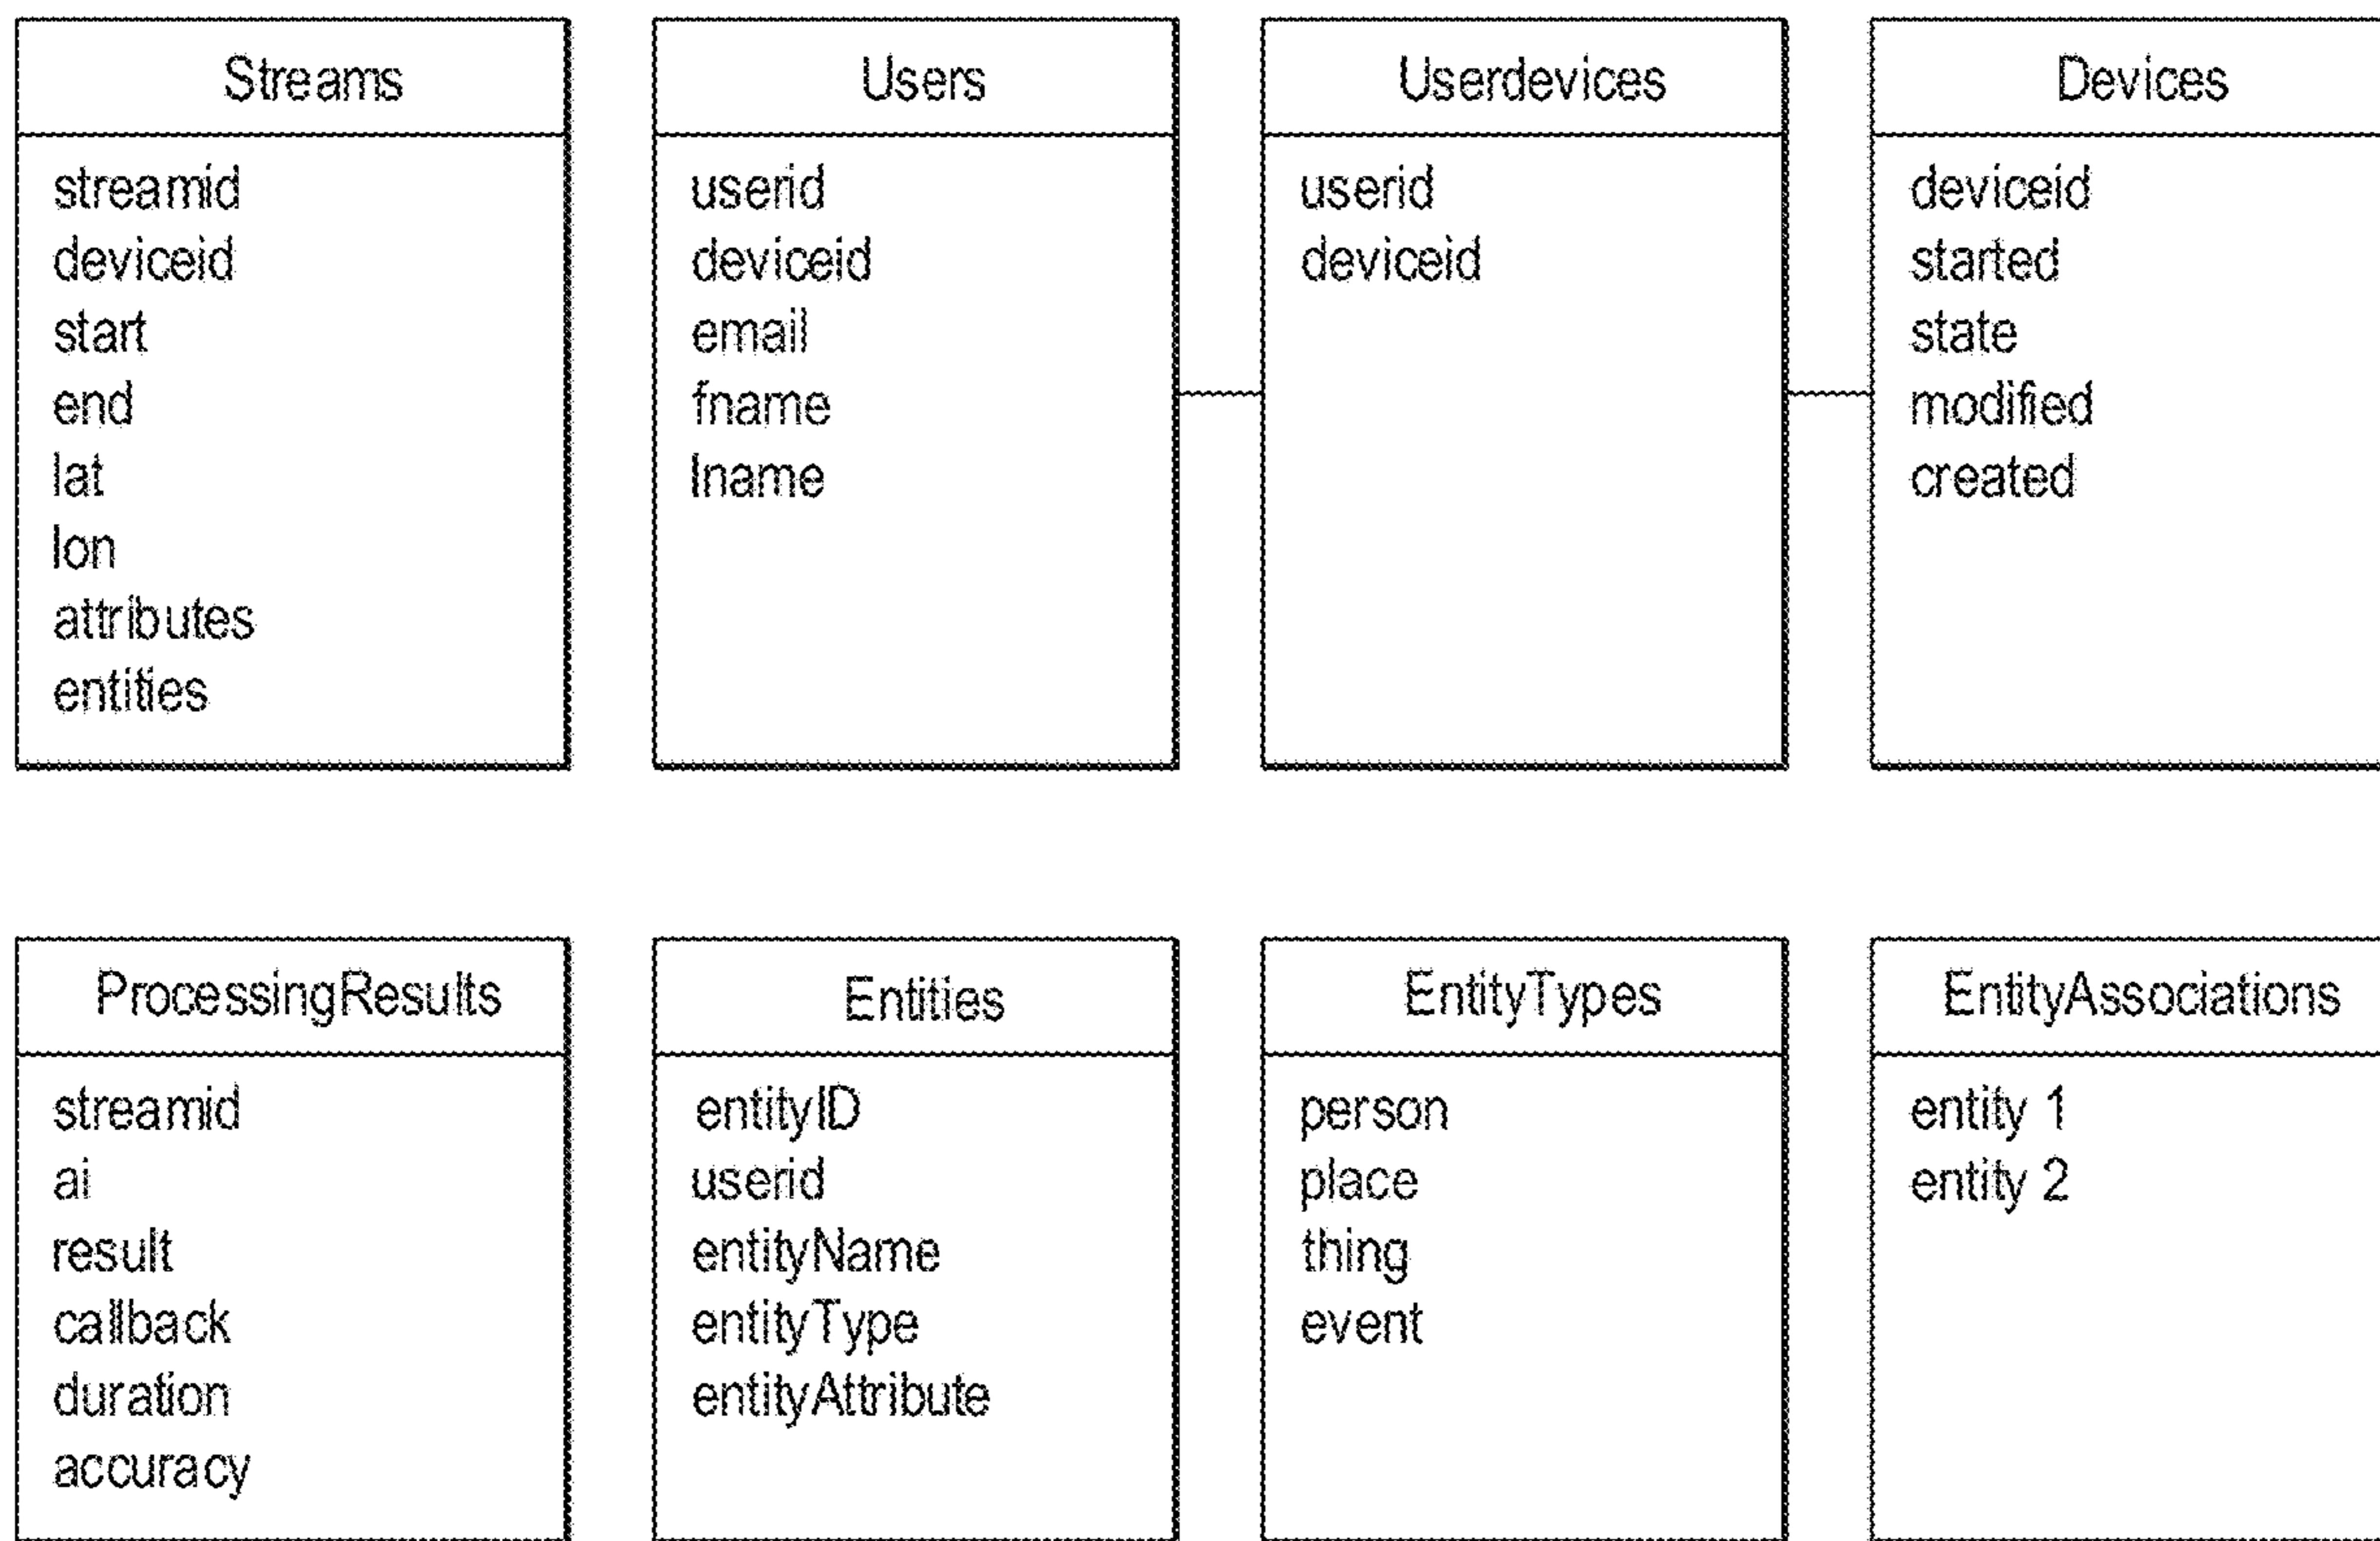 Streams
streamid
deviceid
start
end
lat
lon
attributes
entities
Users
userid
deviceid
email
fname
lname
Userdevices
userid
deviceid
Devices
deviceid
started
state
modified
created
ProcessingResults
streamid
ai
result
callback
duration
accuracy
Entities
entityID
userid
entityName
entityType
entityAttribute
EntityTypes
person
place
thing
event
EntityAssociations
entity 1
entity 2